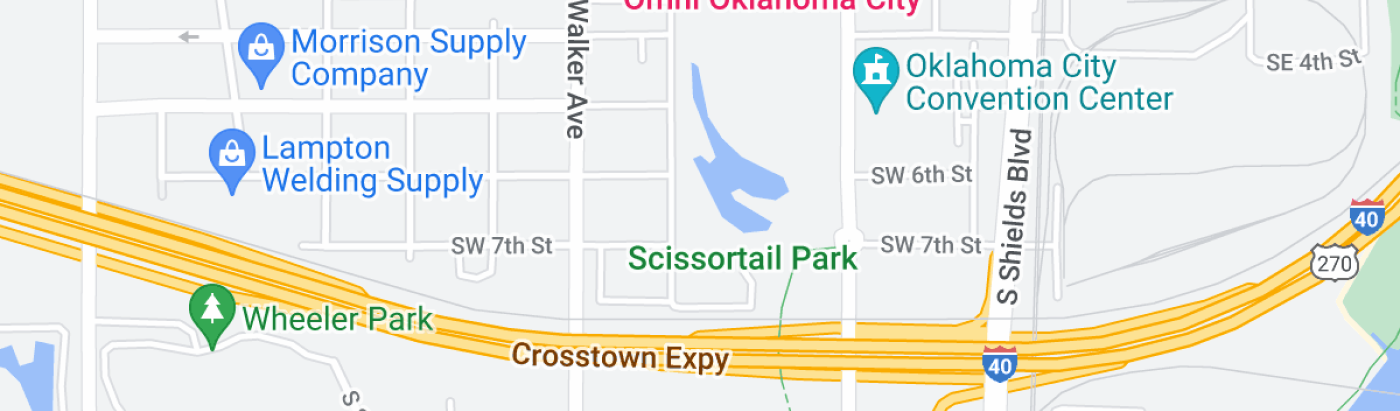 Omni Oklahoma City
Walker Ave
Morrison Supply
Company
Oklahoma City
Convention Center
SE 4th St
Lampton
Welding Supply
SW 6th St
S Shields Blvd
40
SW 7th St
Scissortail Park
SW 7th St
270
Wheeler Park
Crosstown Expy
40